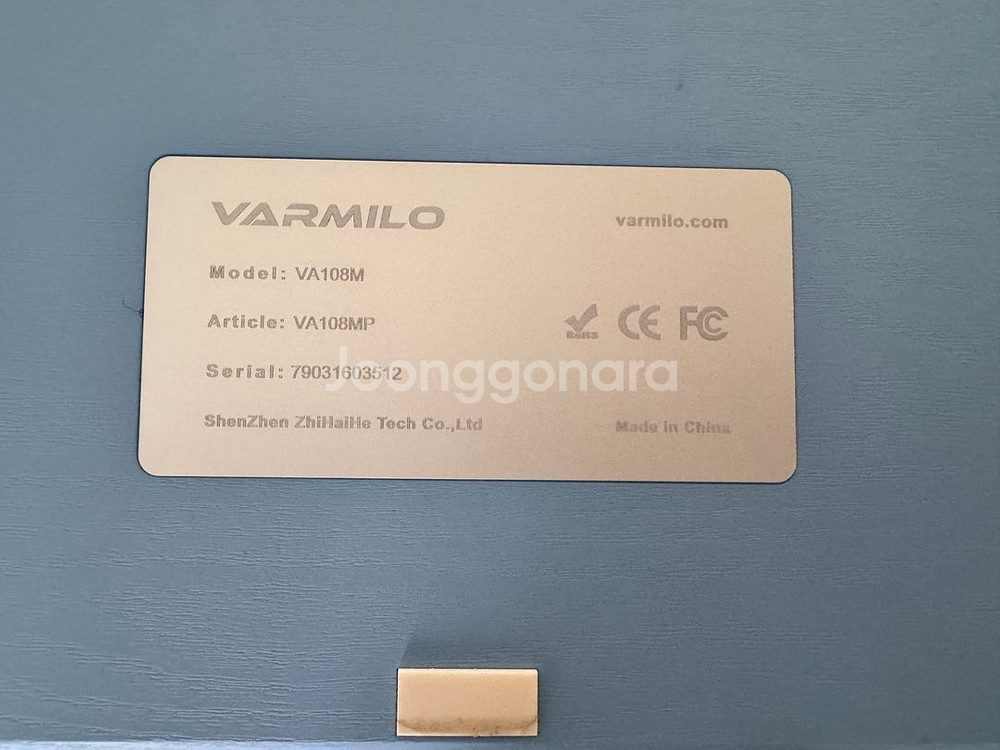 VARMILO
varmilo.com
Model: VA108M
Article: VA108MP
RoHS CE FC
Serial: 79031603512
Joonggonara
ShenZhen ZhiHaiHe Tech Co.,Ltd
Made in China